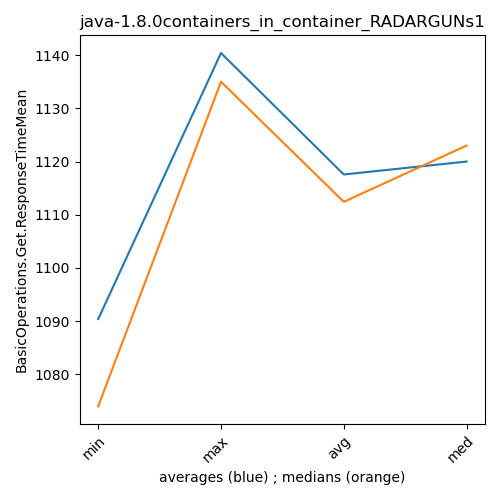 java-1.8.0containers_in_container_RADARGUNs1
BasicOperations.Get.ResponseTimeMean
1140
1130
1120
1110
1100
1090
1080
min
max
avg
med
averages (blue) ; medians (orange)